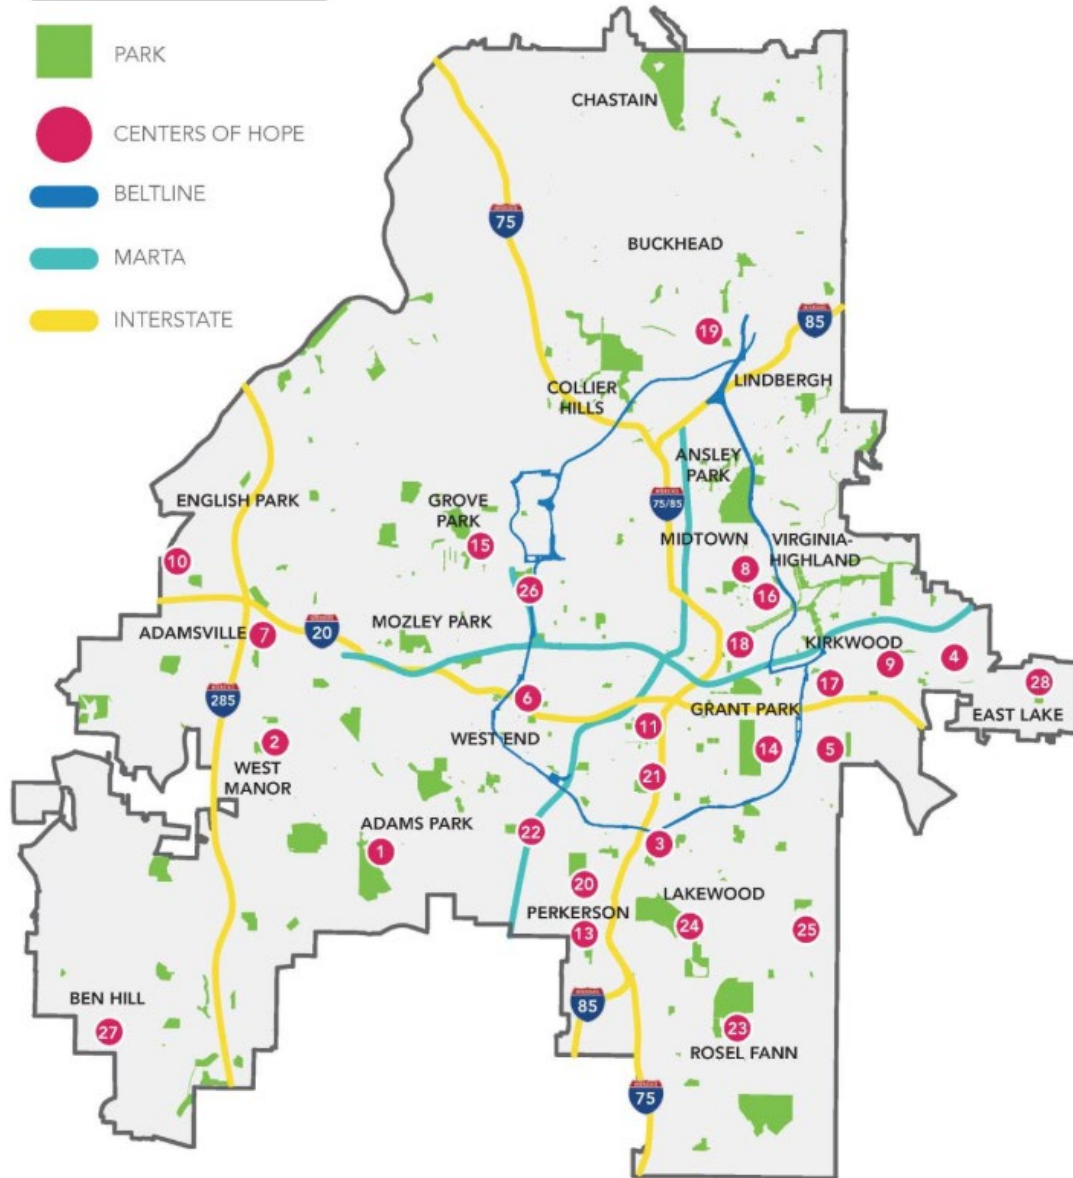 PARK
CENTERS OF HOPE
BELTLINE
MARTA
INTERSTATE
CHASTAIN
75
BUCKHEAD
19
85
COLLIER
HILLS
LINDBERGH
ANSLEY
PARK
ENGLISH PARK
GROVE
PARK
75/85
15
MIDTOWN
VIRGINIA-
HIGHLAND
10
8
26
16
ADAMSVILLE
7
20
MOZLEY PARK
18
KIRKWOOD
9
4
285
6
17
28
GRANT PARK
EAST LAKE
2
WEST
MANOR
WEST END
11
14
5
21
ADAMS PARK
1
22
3
20
LAKEWOOD
PERKERSON
13
24
25
BEN HILL
27
85
23
ROSEL FANN
75